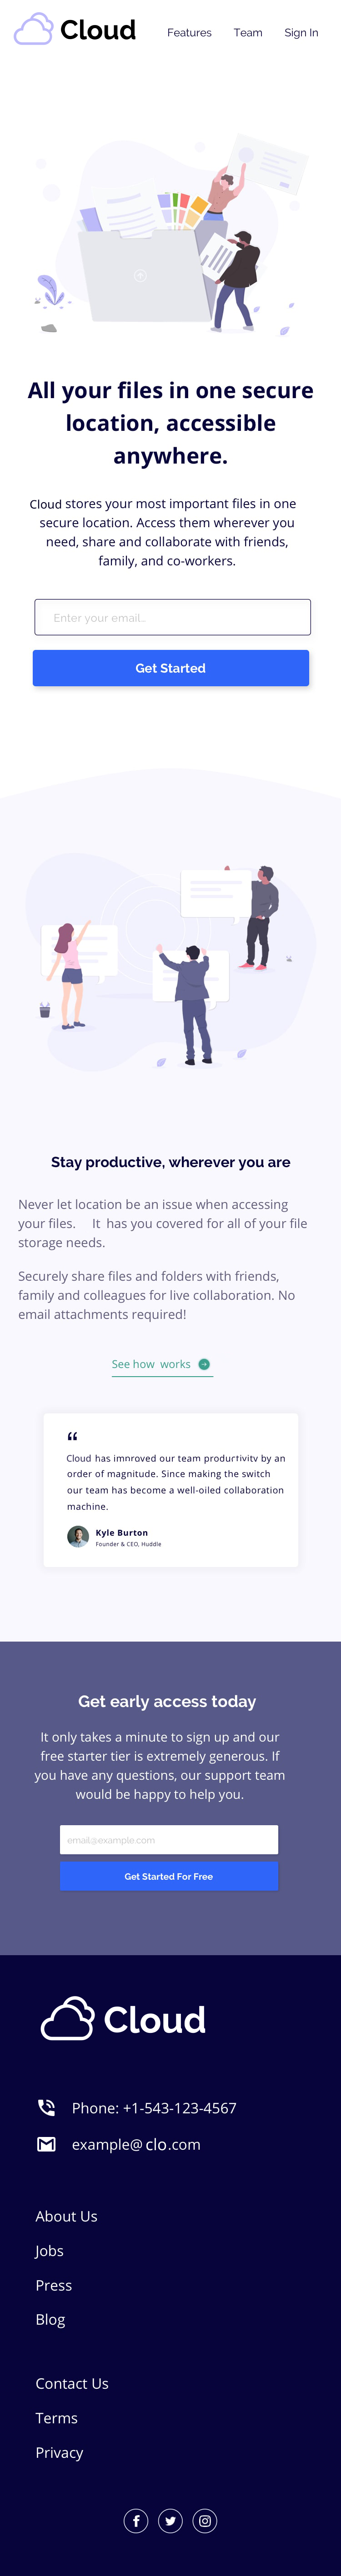 Cloud
Features Team Sign In
All your files in one secure
location, accessible
anywhere.
Cloud stores your most important files in one
secure location. Access them wherever you
need, share and collaborate with friends,
family, and co-workers.
Enter your email...
Get Started
Stay productive, wherever you are
Never let location be an issue when accessing
your files. It has you covered for all of your file
storage needs.
Securely share files and folders with friends,
family and colleagues for live collaboration. No
email attachments required!
See how works
“
Cloud has improved our team productivity by an
order of magnitude. Since making the switch
our team has become a well-oiled collaboration
machine.
Kyle Burton
Founder & CEO, Huddle
Get early access today
It only takes a minute to sign up and our
free starter tier is extremely generous. If
you have any questions, our support team
would be happy to help you.
email@example.com
Get Started For Free
Cloud
Phone: +1-543-123-4567
example@clo.com
About Us
Jobs
Press
Blog
Contact Us
Terms
Privacy